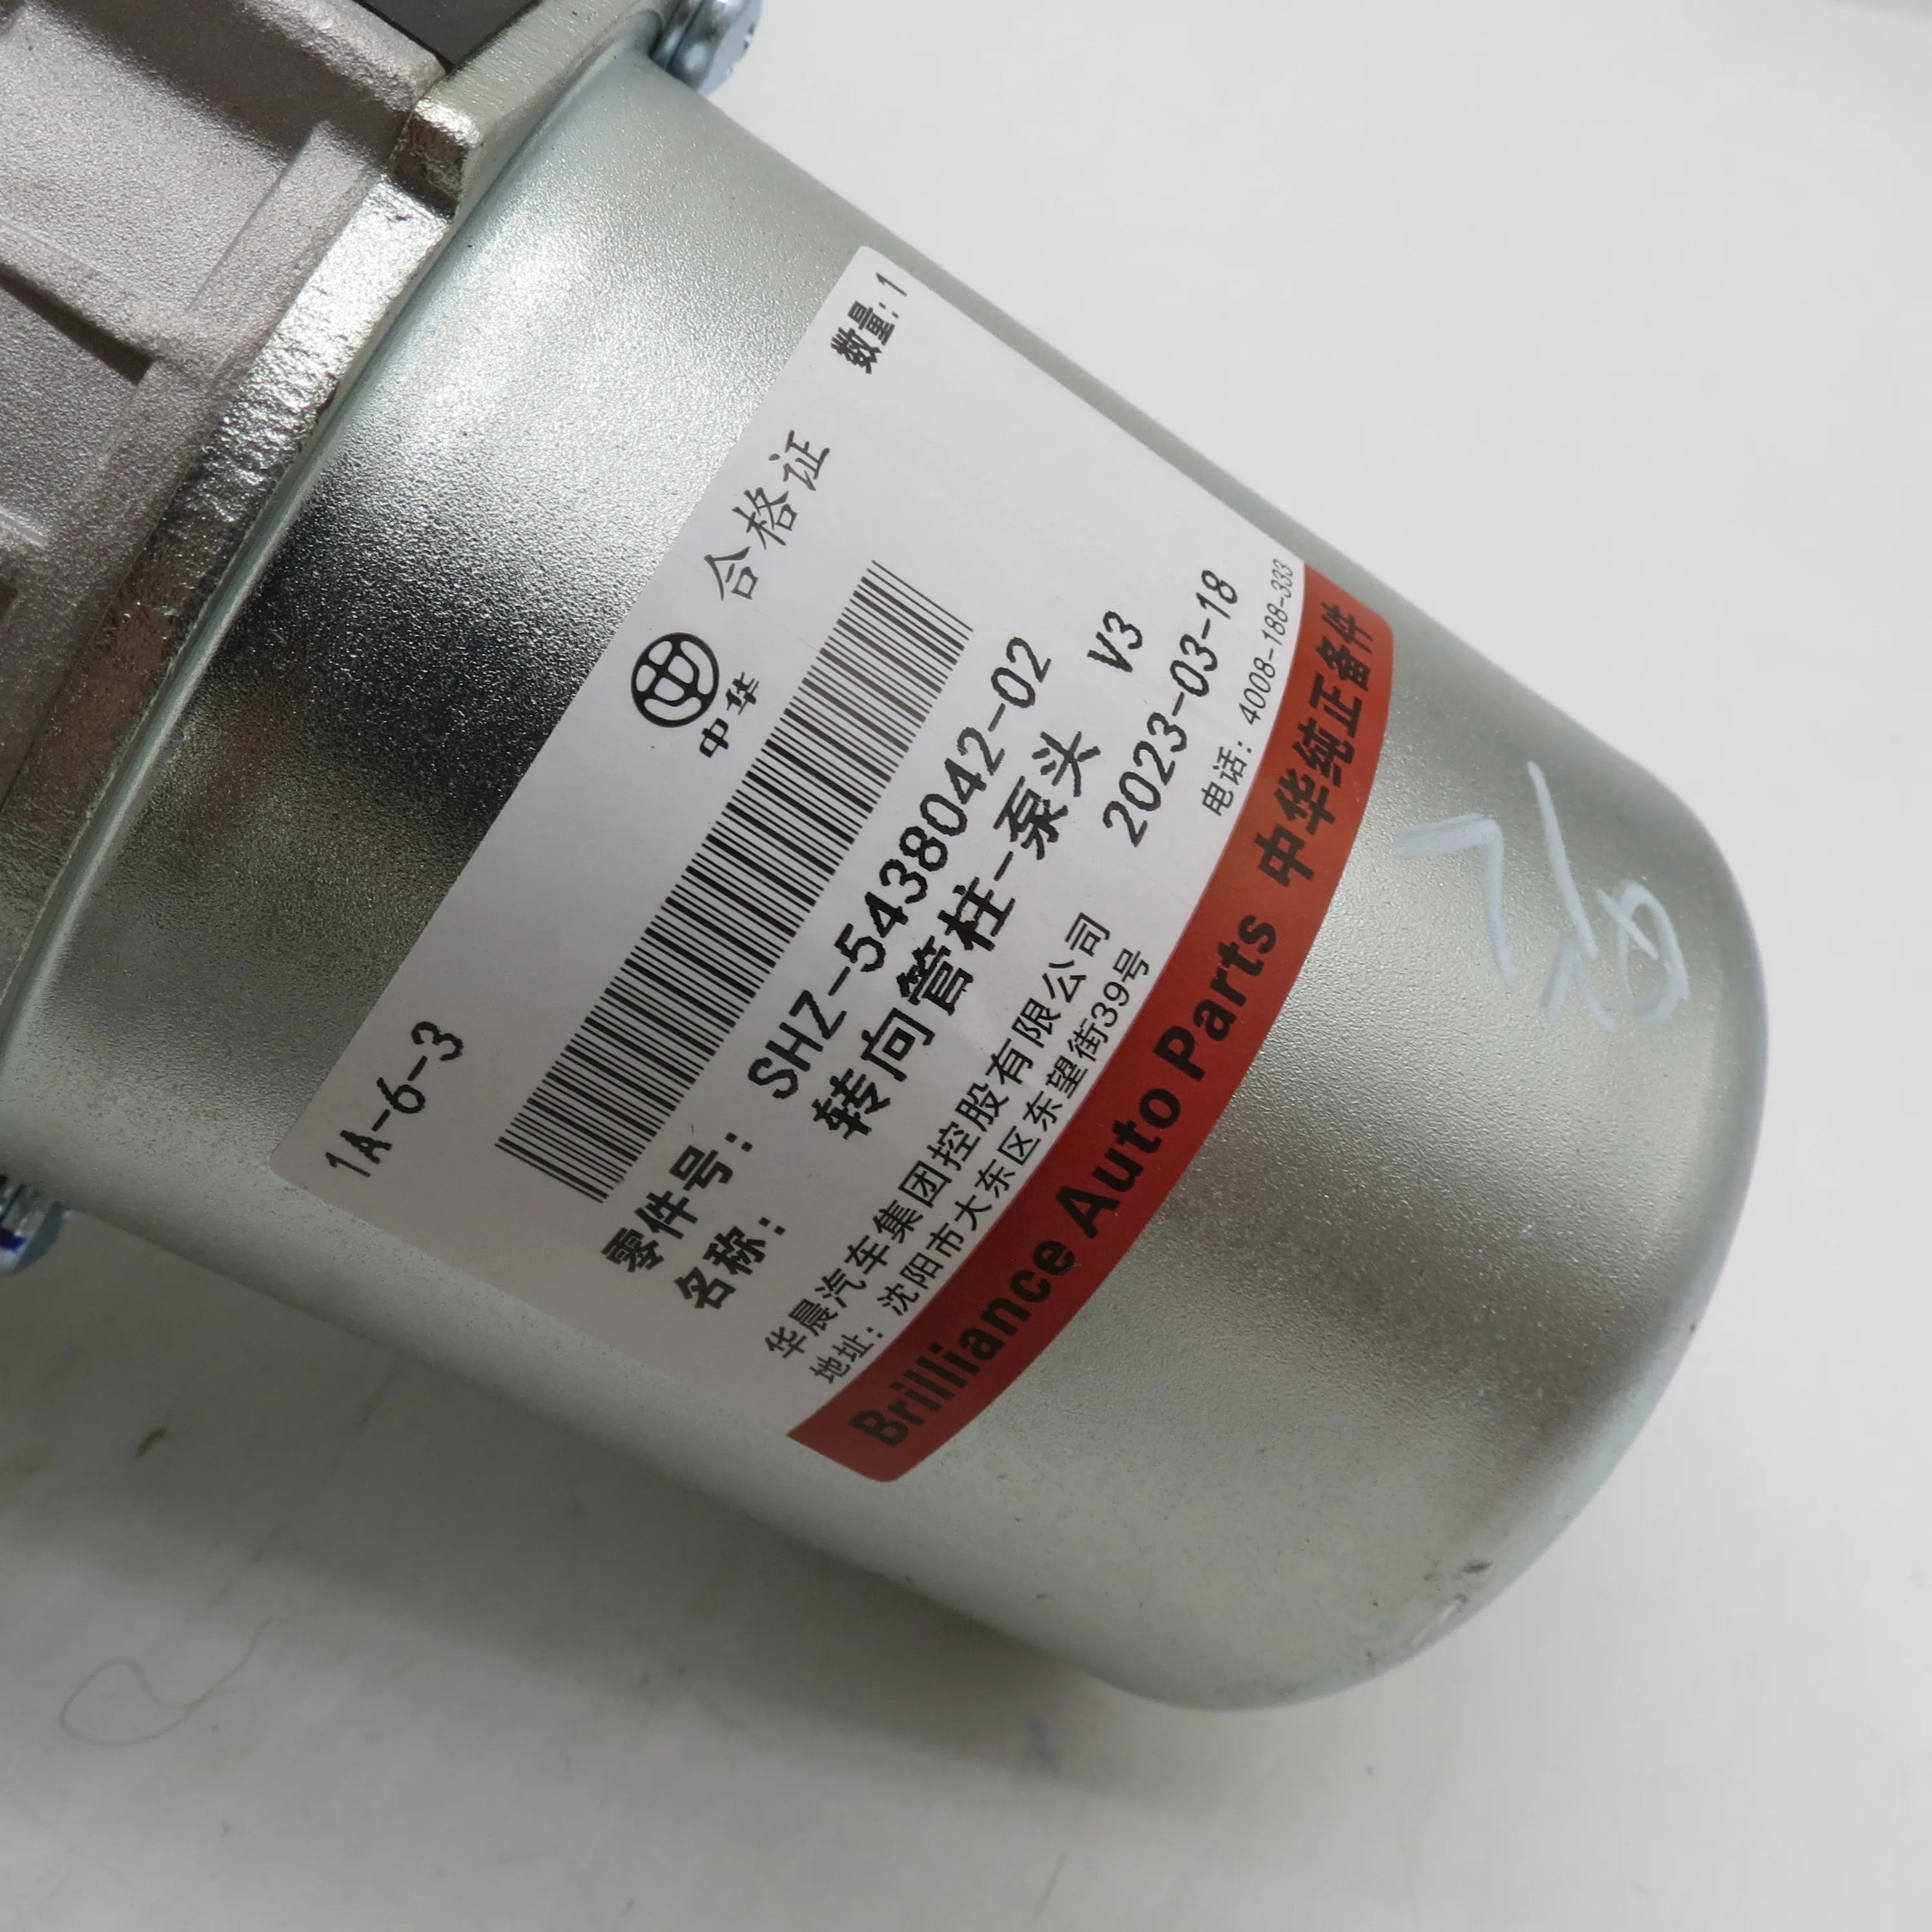 数量:1
合格证
中华
1A-6-3
零件号: SHZ-5438042-02
名称: 转向管柱-泵头 V3
2023-03-18
华晨汽车集团控股有限公司
地址: 沈阳市大东区东望街39号 电话: 4008-188-333
Brilliance Auto Parts 中华纯正备件